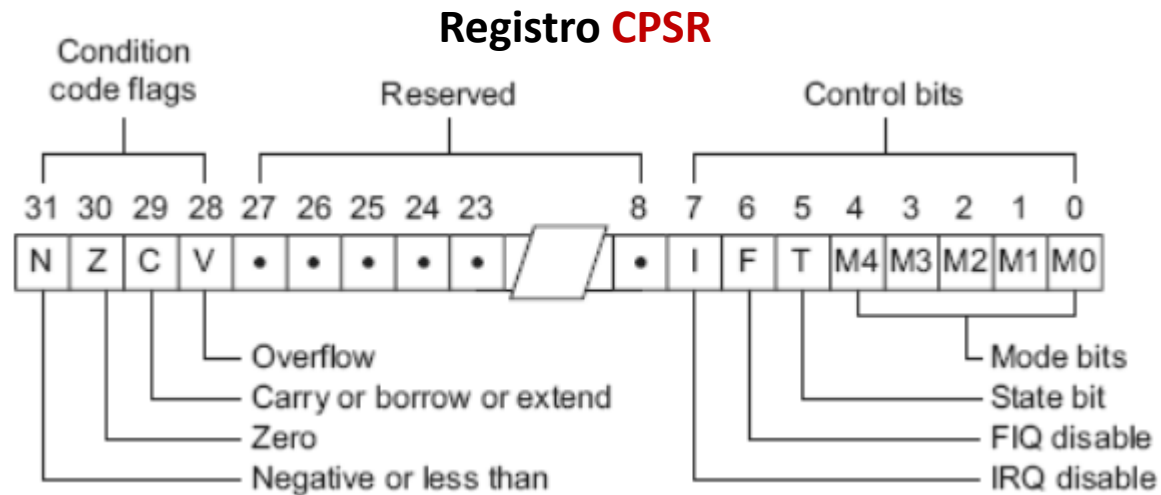 Registro CPSR
Condition
code flags
Reserved
Control bits
31 30 29 28 27 26 25 24 23 8 7 6 5 4 3 2 1 0
N Z C V • • • • • • I F T M4 M3 M2 M1 M0
Overflow
Carry or borrow or extend
Zero
Negative or less than
Mode bits
State bit
FIQ disable
IRQ disable